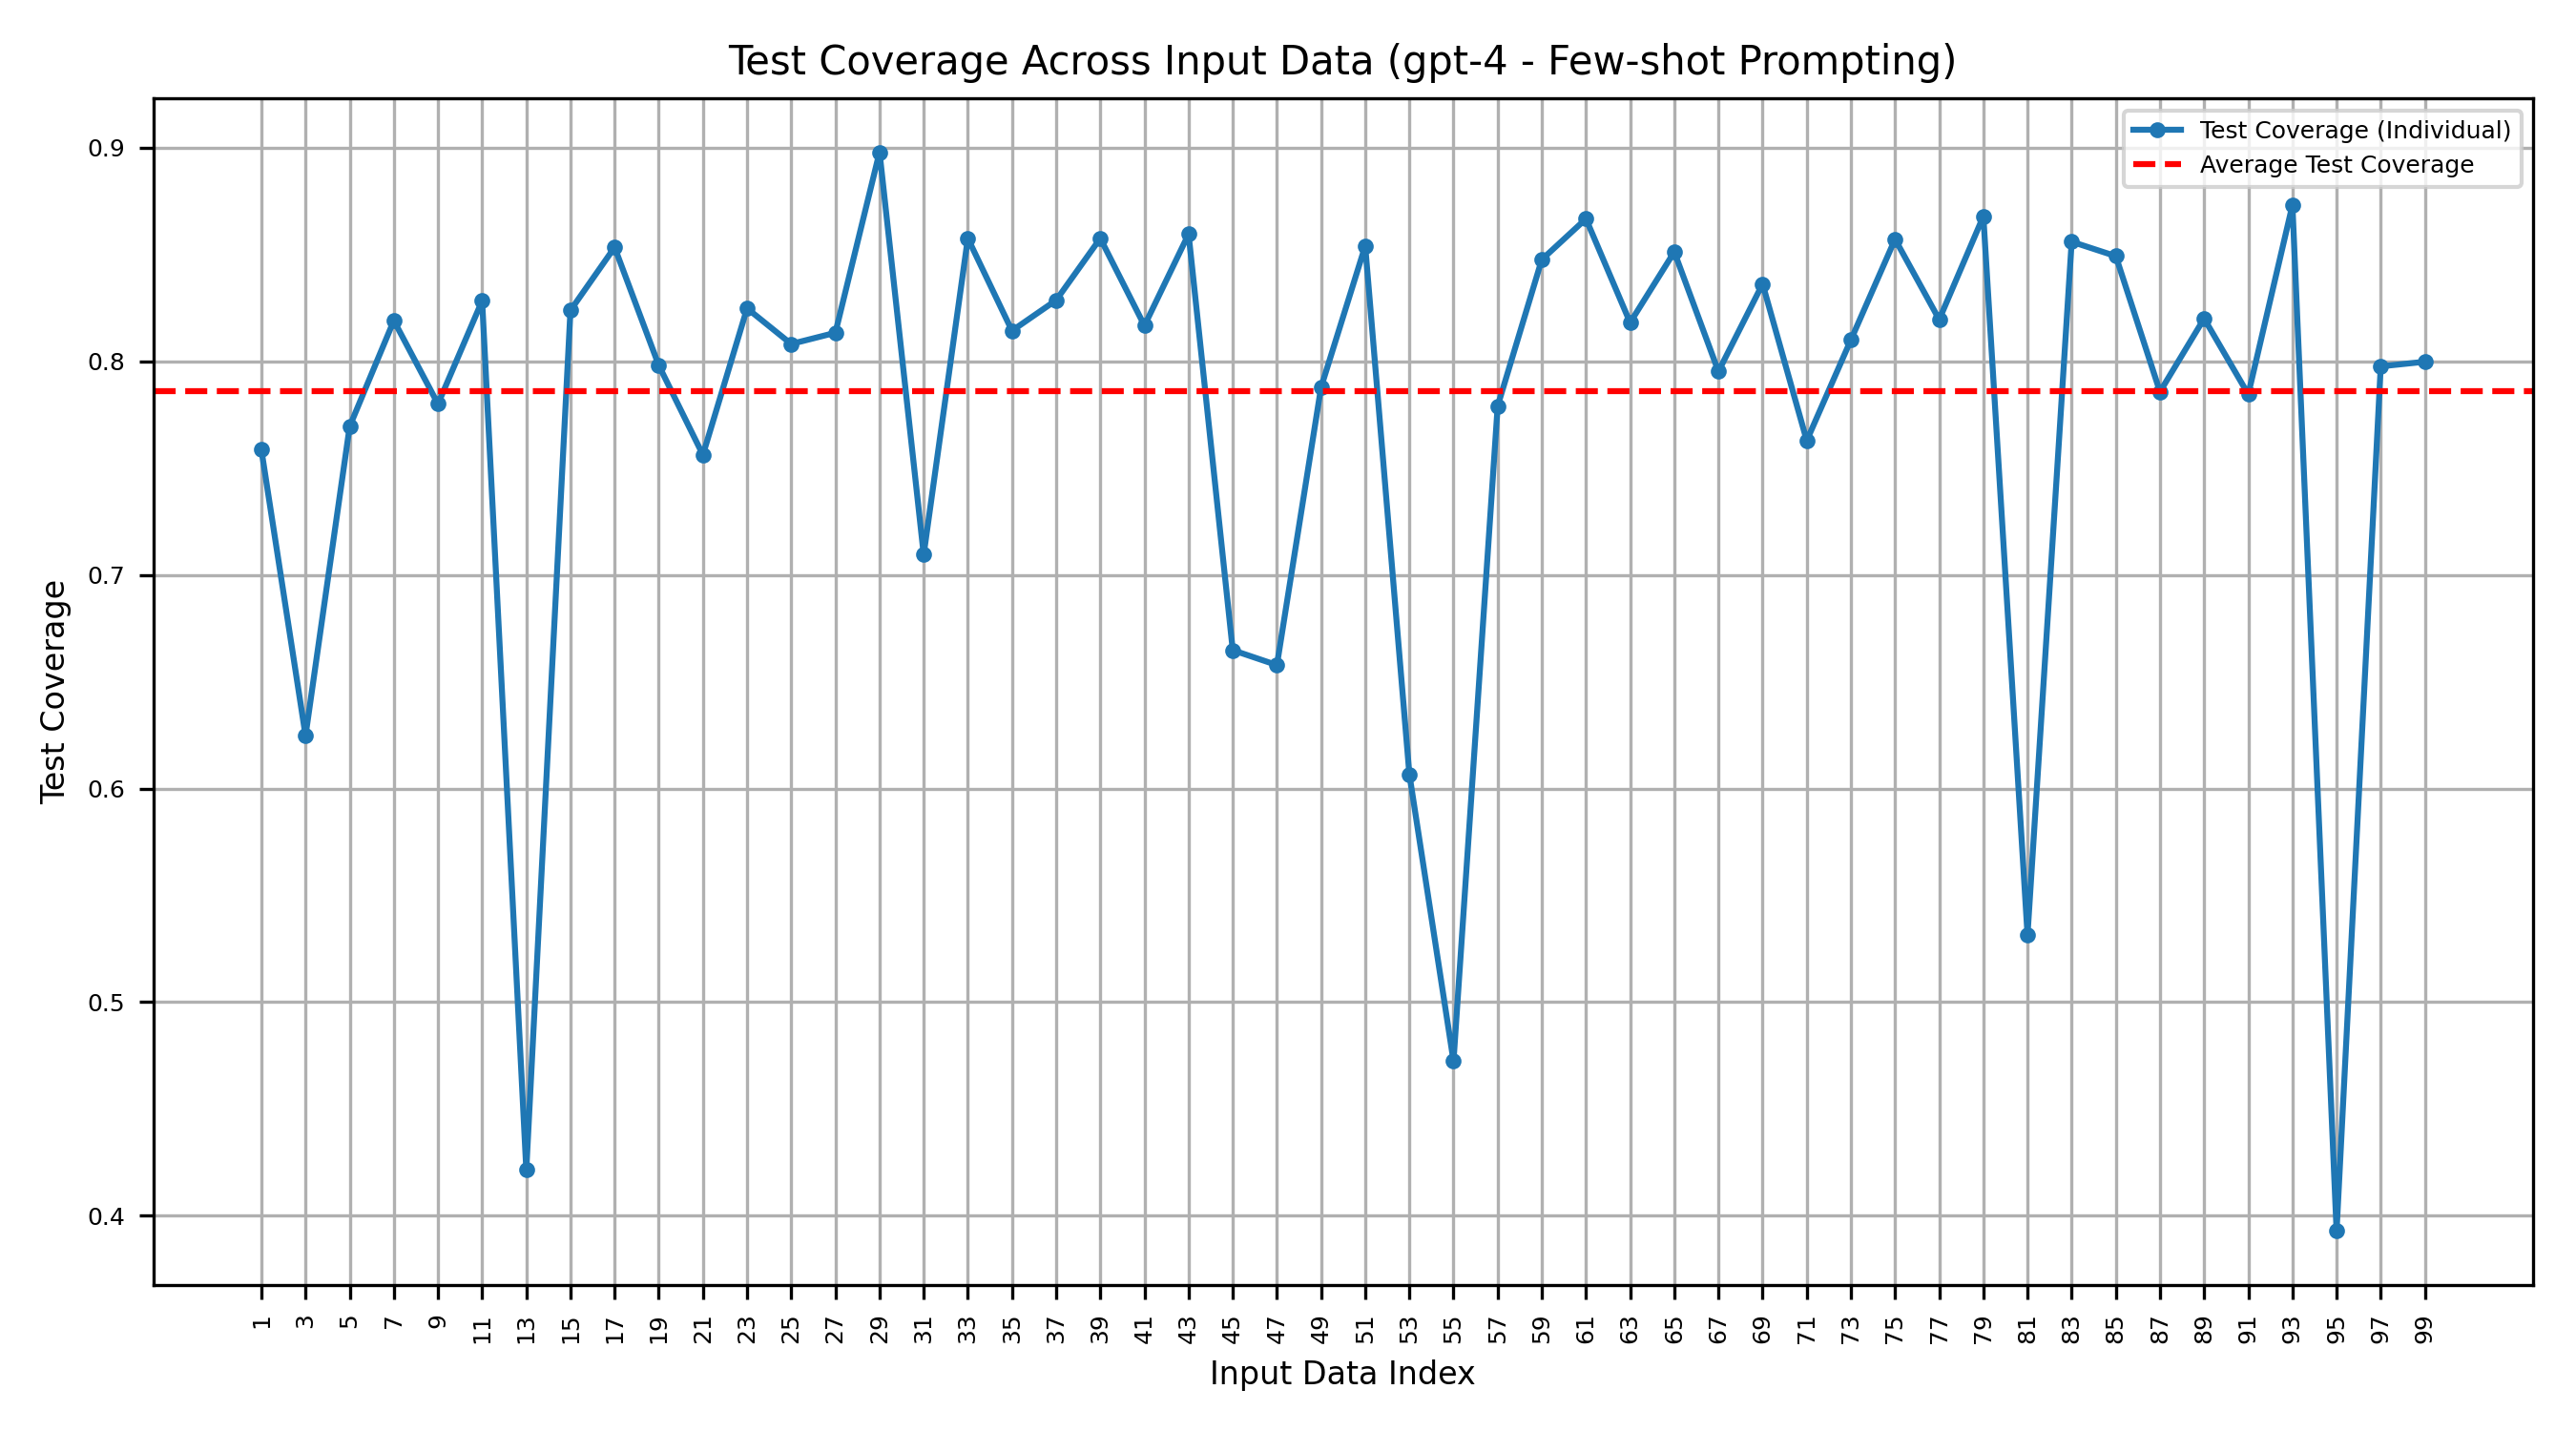 Test Coverage Across Input Data (gpt-4 - Few-shot Prompting)
Test Coverage (Individual)
Average Test Coverage
Test Coverage
0.9
0.8
0.7
0.6
0.5
0.4
1 3 5 7 9 11 13 15 17 19 21 23 25 27 29 31 33 35 37 39 41 43 45 47 49 51 53 55 57 59 61 63 65 67 69 71 73 75 77 79 81 83 85 87 89 91 93 95 97 99
Input Data Index